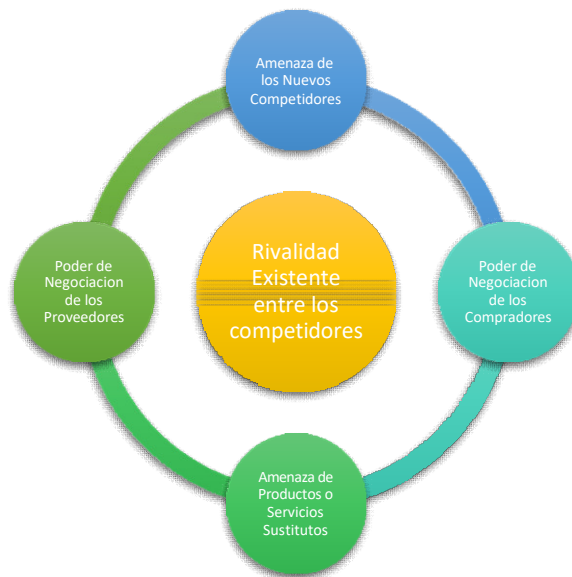 Amenaza de
los Nuevos
Competidores
Poder de
Negociacion
de los
Proveedores
Rivalidad
Existente
entre los
competidores
Poder de
Negociacion
de los
Compradores
Amenaza de
Productos o
Servicios
Sustitutos